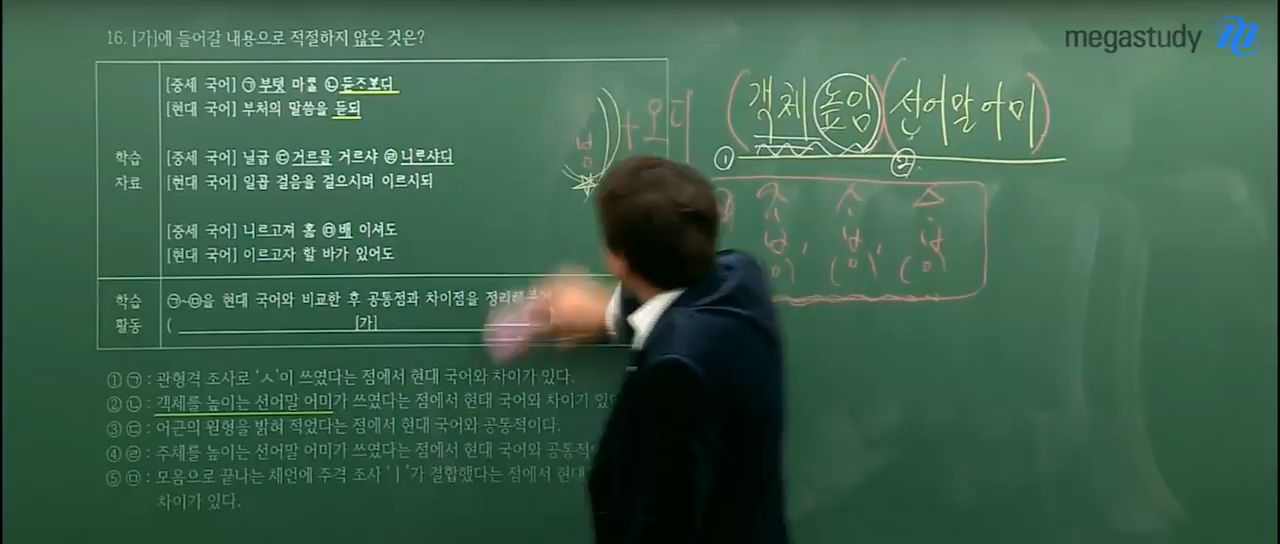 megastudy
16. [가]에 들어갈 내용으로 적절하지 않은 것은?
학습
자료
[중세 국어] ㉠ 부텻 마ᄅᆞᆯ ㉡ 듣ᄌᆞᄫᅩᄃᆡ
[현대 국어] 부처의 말씀을 듣되
[중세 국어] 닐굽 ㉢ 거르믈 거르샤 ㉣ 니ᄅᆞ샤ᄃᆡ
[현대 국어] 일곱 걸음을 걸으시며 이르시되
[중세 국어] 니르고져 홇 ㉤ 배 이셔도
[현대 국어] 이르고자 할 바가 있어도
학습
활동
㉠~㉤을 현대 국어와 비교한 후 공통점과 차이점을
( [가]
① ㉠ : 관형격 조사로 'ㅅ'이 쓰였다는 점에서 현대 국어와 차이가 있다.
② ㉡ : 객체를 높이는 선어말 어미가 쓰였다는 점에서 현대 국어와 차이가
③ ㉢ : 어근의 원형을 밝혀 적었다는 점에서 현대 국어와 공통적이다.
④ ㉣ : 주체를 높이는 선어말 어미가 쓰였다는 점에서 현대 국어와
⑤ ㉤ : 모음으로 끝나는 체언에 주격 조사 'ㅣ'가 결합했다는 점에서 현대
차이가 있다.
(객체 높임) (선어말어미)
① ②